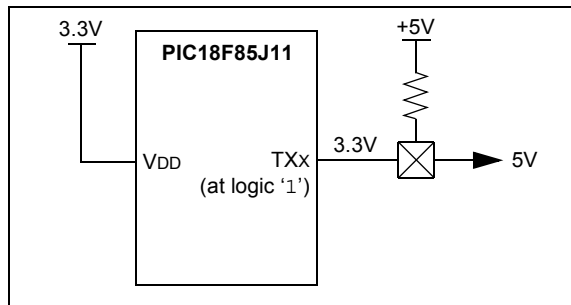 3.3V
+5V
PIC18F85J11
VDD
TXX
3.3V
5V
(at logic ‘1’)